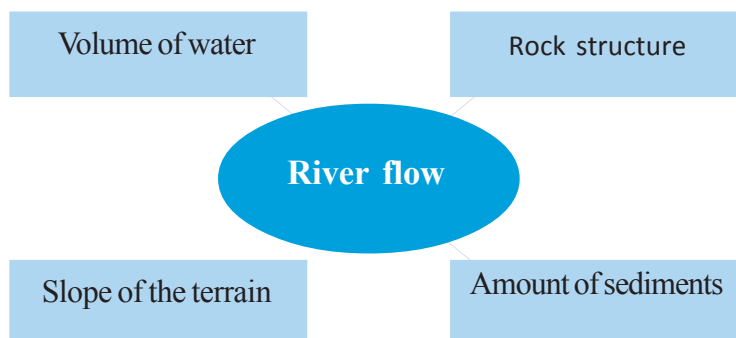 Volume of water
Rock structure
River flow
Slope of the terrain
Amount of sediments